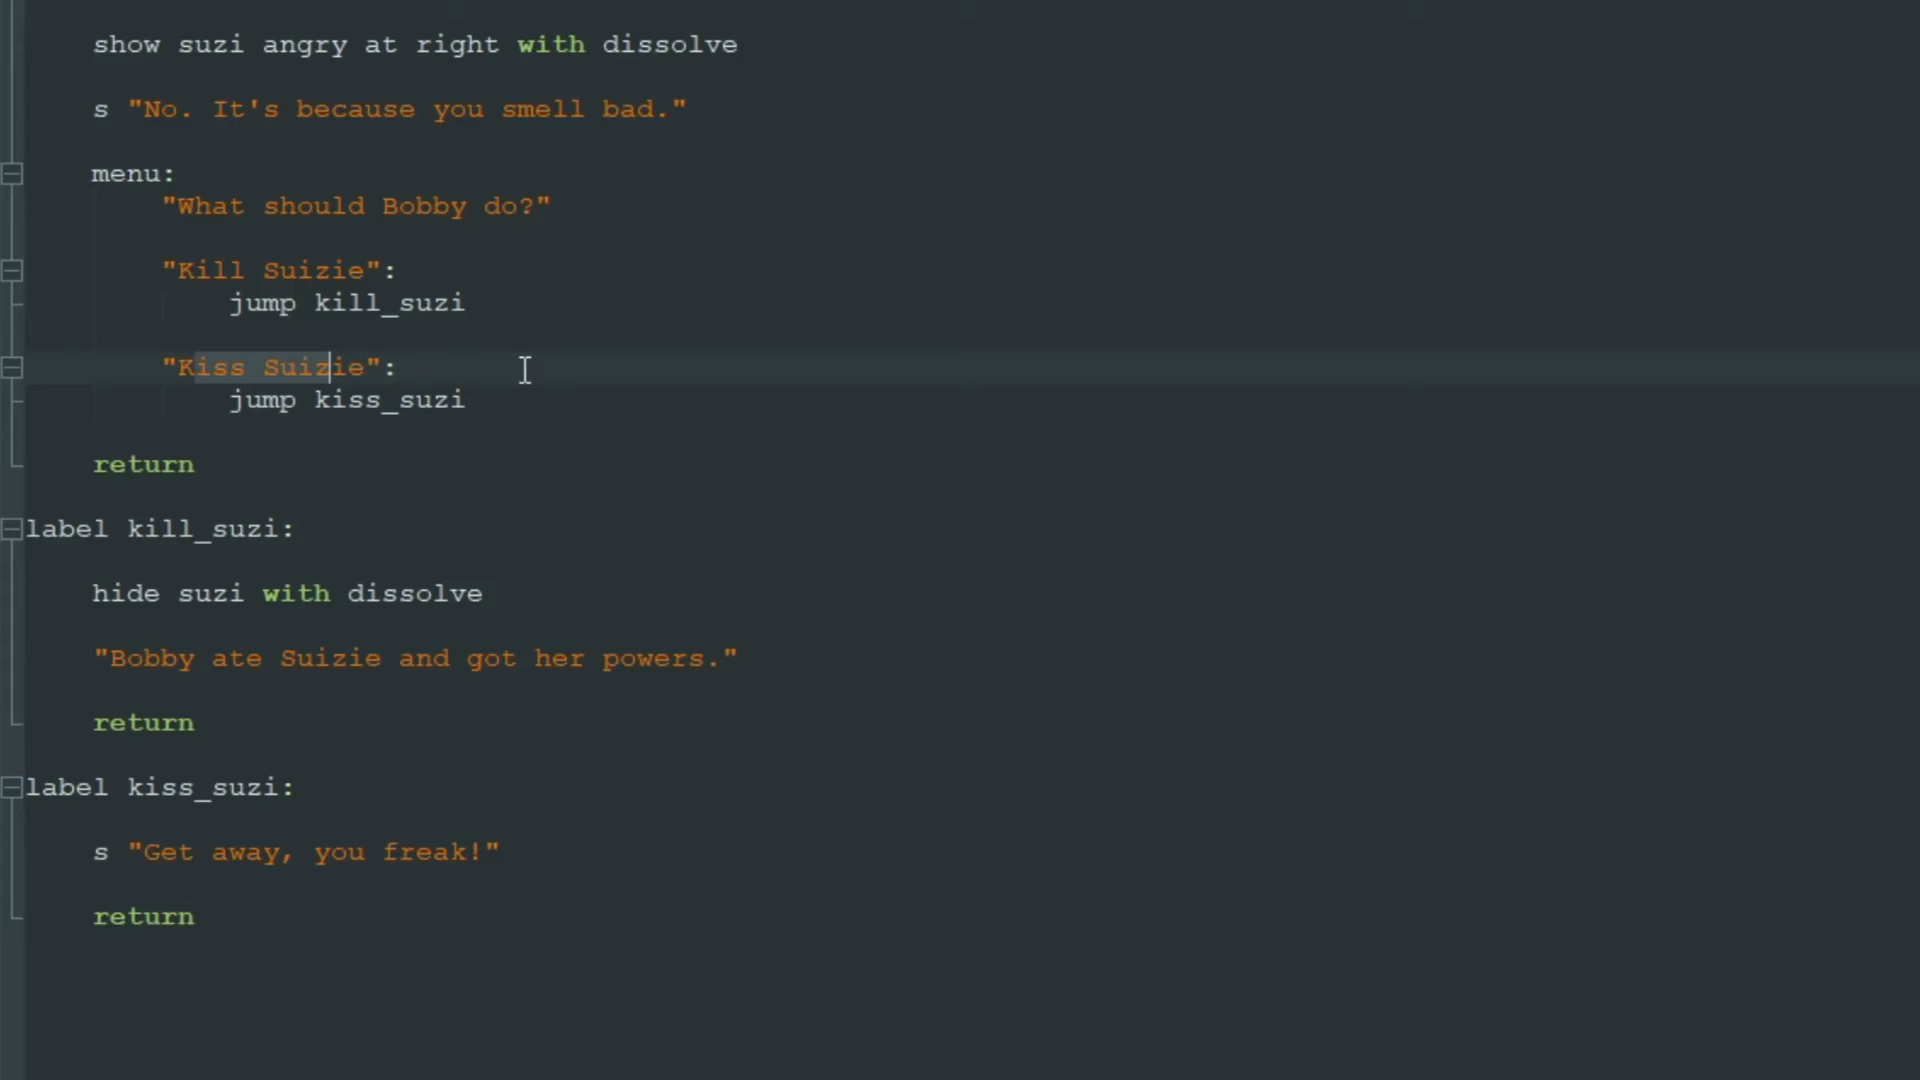 show suzi angry at right with dissolve
s "No. It's because you smell bad."
menu:
"What should Bobby do?"
"Kill Suizie":
jump kill_suzi
"Kiss Suizie":
jump kiss_suzi
return
label kill_suzi:
hide suzi with dissolve
"Bobby ate Suizie and got her powers."
return
label kiss_suzi:
s "Get away, you freak!"
return